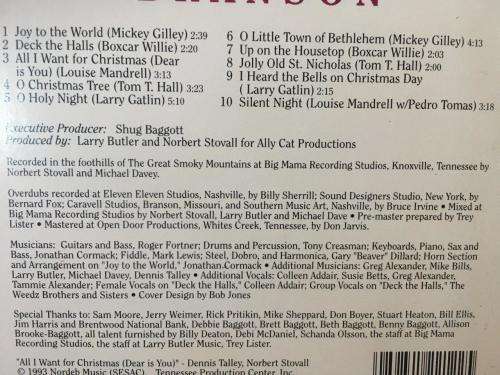 BRANSON
1 Joy to the World (Mickey Gilley) 2:39
2 Deck the Halls (Boxcar Willie) 2:20
3 All I Want for Christmas (Dear
is You) (Louise Mandrell) 3:13
4 O Christmas Tree (Tom T. Hall) 3:23
5 O Holy Night (Larry Gatlin) 5:10
6 O Little Town of Bethlehem (Mickey Gilley) 4:13
7 Up on the Housetop (Boxcar Willie) 2:03
8 Jolly Old St. Nicholas (Tom T. Hall) 2:00
9 I Heard the Bells on Christmas Day
( Larry Gatlin) 2:15
10 Silent Night (Louise Mandrell w/Pedro Tomas) 3:18
Executive Producer: Shug Baggott
Produced by: Larry Butler and Norbert Stovall for Ally Cat Productions
Recorded in the foothills of The Great Smoky Mountains at Big Mama Recording Studios, Knoxville, Tennessee by
Norbert Stovall and Michael Davey.
Overdubs recorded at Eleven Eleven Studios, Nashville, by Billy Sherrill; Sound Designers Studio, New York, by
Bernard Fox; Caravell Studios, Branson, Missouri, and Southern Music Art, Nashville, by Bruce Irvine • Mixed at
Big Mama Recording Studios by Norbert Stovall, Larry Butler and Michael Dave • Pre-master prepared by Trey
Lister • Mastered at Open Door Productions, Whites Creek, Tennessee, by Don Jarvis.
Musicians: Guitars and Bass, Roger Fortner; Drums and Percussion, Tony Creasman; Keyboards, Piano, Sax and
Bass, Jonathan Cormack; Fiddle, Mark Lewis; Steel, Dobro, and Harmonica, Gary "Beaver" Dillard; Horn Section
and Arrangement on "Joy to the World," Jonathan Cormack • Additional Musicians: Greg Alexander, Mike Bills,
Larry Butler, Michael Davey, Dennis Talley • Additional Vocals: Colleen Addair, Susie Betts, Greg Alexander,
Tammie Alexander; Female Vocals on "Deck the Halls," Colleen Addair; Group Vocals on "Deck the Halls," The
Weedz Brothers and Sisters • Cover Design by Bob Jones
Special Thanks to: Sam Moore, Jerry Weimer, Rick Pritikin, Mike Sheppard, Don Boyer, Stuart Heaton, Bill Ellis,
Jim Harris and Brentwood National Bank, Debbie Baggott, Brett Baggott, Beth Baggott, Benny Baggott, Allison
Brooke-Baggott, all talent furnished by Billy Deaton, Debi McDaniel, Schanda Olsson, the staff at Big Mama
Recording Studios, the staff at Larry Butler Music, Trey Lister.
"All I Want for Christmas (Dear is You)" - Dennis Talley, Norbert Stovall
© 1993 Nordeb Music (SESAC) Tennessee Production Center, Inc.